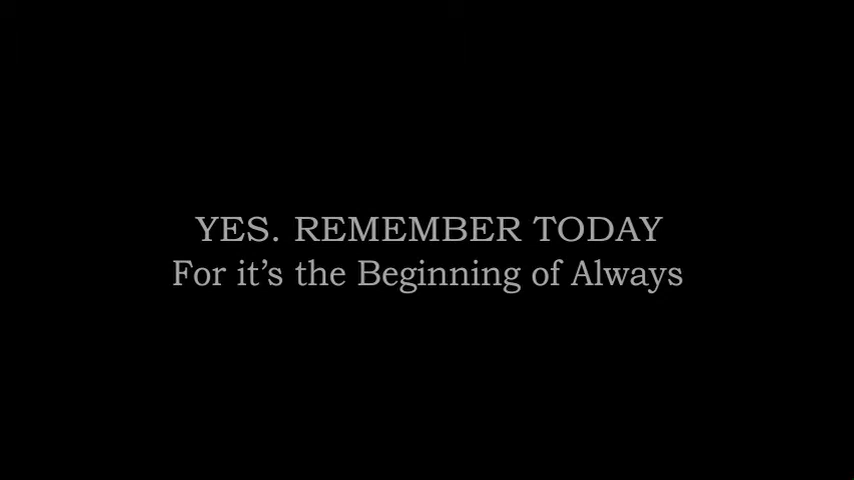 YES. REMEMBER TODAY
For it’s the Beginning of Always